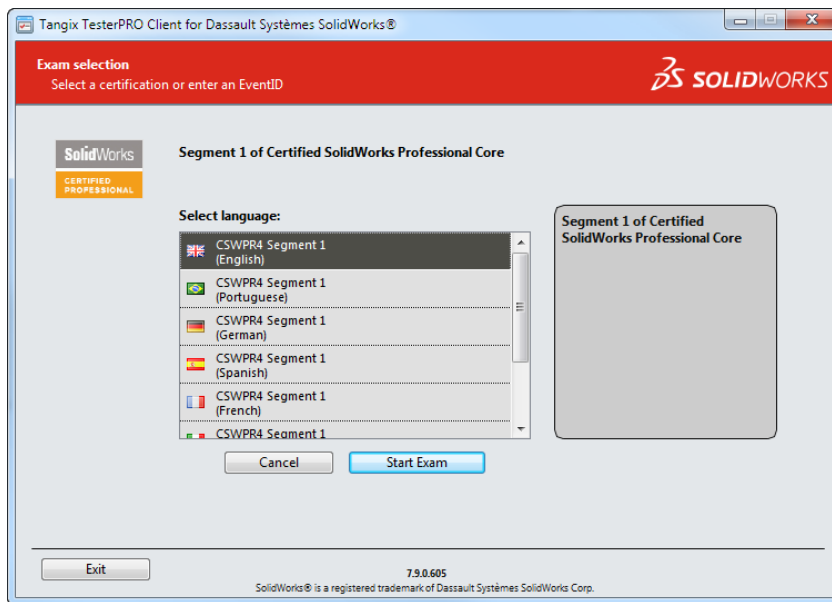 Tangix TesterPRO Client for Dassault Systèmes SolidWorks®
Exam selection
Select a certification or enter an EventID
SOLIDWORKS
SolidWorks
CERTIFIED
PROFESSIONAL
Segment 1 of Certified SolidWorks Professional Core
Select language:
CSWPR4 Segment 1
(English)
CSWPR4 Segment 1
(Portuguese)
CSWPR4 Segment 1
(German)
CSWPR4 Segment 1
(Spanish)
CSWPR4 Segment 1
(French)
CSWPR4 Segment 1
Segment 1 of Certified
SolidWorks Professional Core
Cancel
Start Exam
Exit
7.9.0.605
SolidWorks® is a registered trademark of Dassault Systèmes SolidWorks Corp.